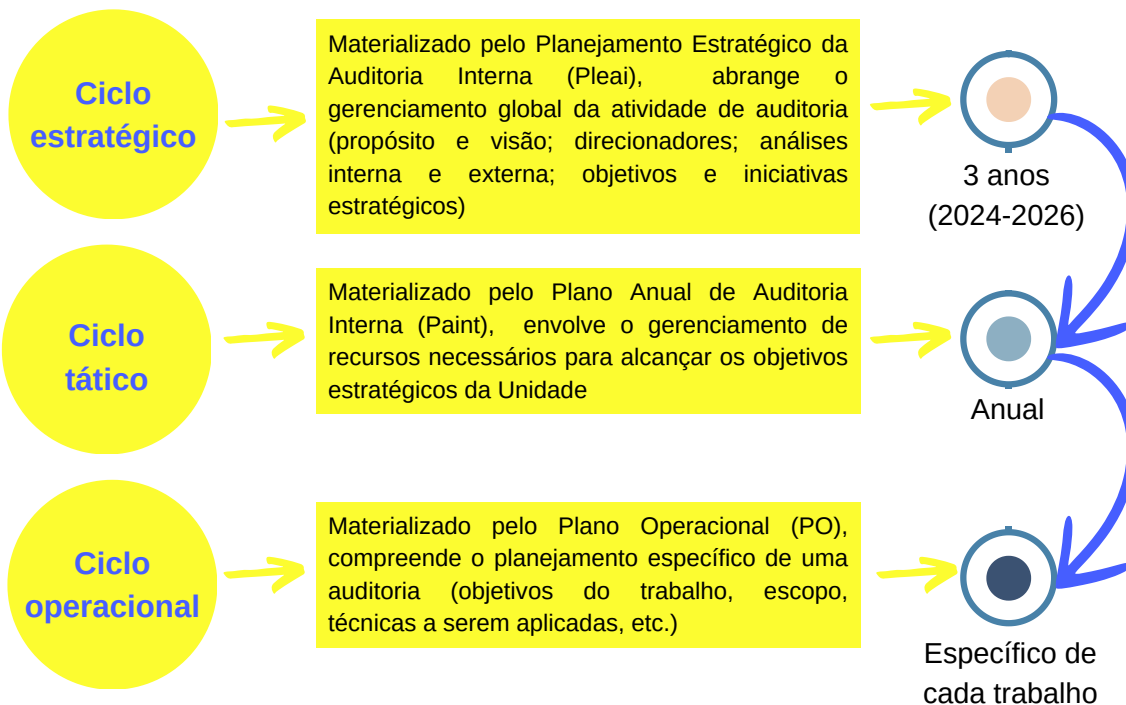 Ciclo
estratégico
Materializado pelo Planejamento Estratégico da
Auditoria Interna (Pleai), abrange o
gerenciamento global da atividade de auditoria
(propósito e visão; direcionadores; análises
interna e externa; objetivos e iniciativas
estratégicos)
3 anos
(2024-2026)
Ciclo
tático
Materializado pelo Plano Anual de Auditoria
Interna (Paint), envolve o gerenciamento de
recursos necessários para alcançar os objetivos
estratégicos da Unidade
Anual
Ciclo
operacional
Materializado pelo Plano Operacional (PO),
compreende o planejamento específico de uma
auditoria (objetivos do trabalho, escopo,
técnicas a serem aplicadas, etc.)
Específico de
cada trabalho